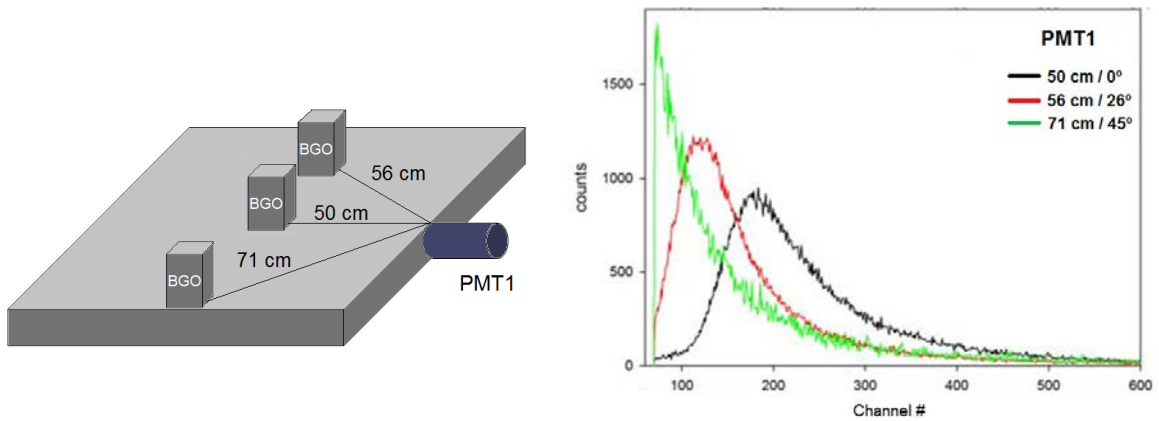 BGO
56 cm
BGO
50 cm
71 cm
BGO
PMT1
PMT1
50 cm / 0º
56 cm / 26º
71 cm / 45º
counts
1500
1000
500
0
100
200
300
400
500
600
Channel #